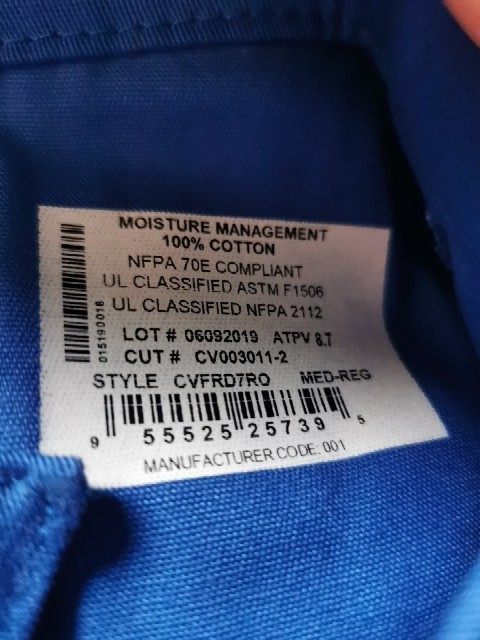 MOISTURE MANAGEMENT
100% COTTON
NFPA 70E COMPLIANT
UL CLASSIFIED ASTM F1506
UL CLASSIFIED NFPA 2112
015190016
LOT # 06092019 ATPV 8.7
CUT # CV003011-2
STYLE CVFRD7RO MED-REG
9 55525 25739 5
MANUFACTURER CODE: 001